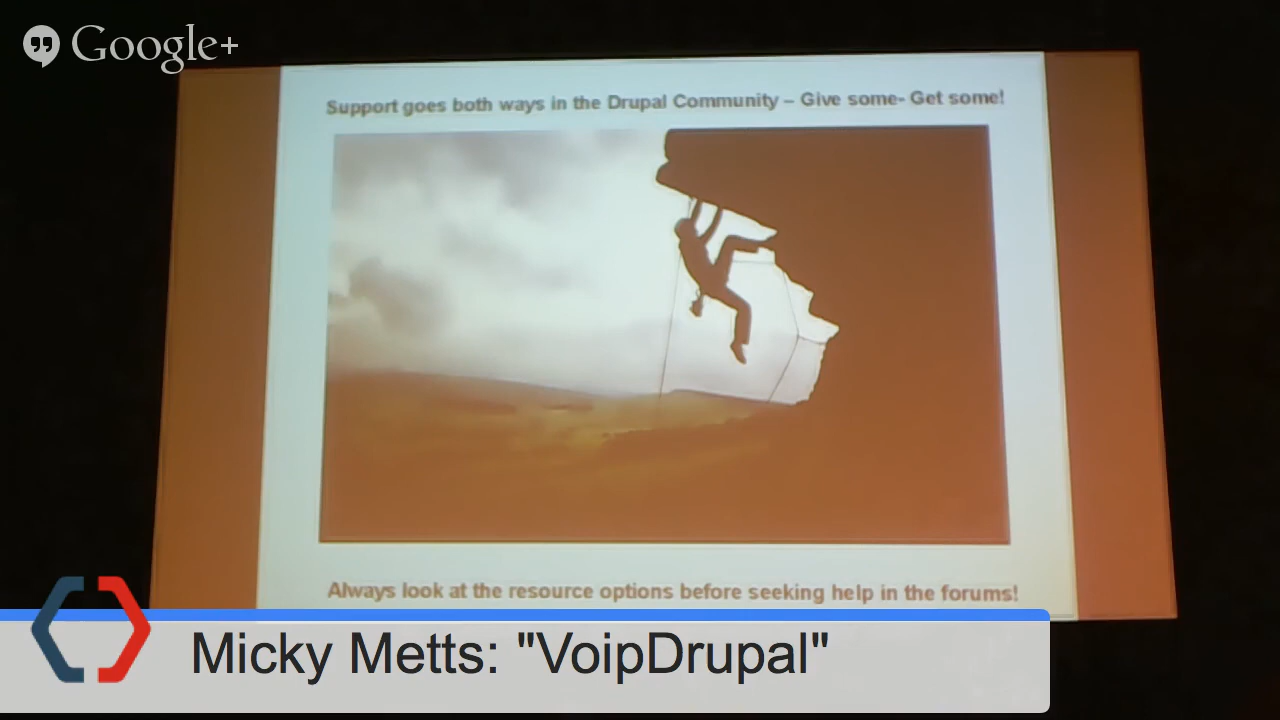 Google+
Support goes both ways in the Drupal Community – Give some- Get some!
Always look at the resource options before seeking help in the forums!
Micky Metts: "VoipDrupal"